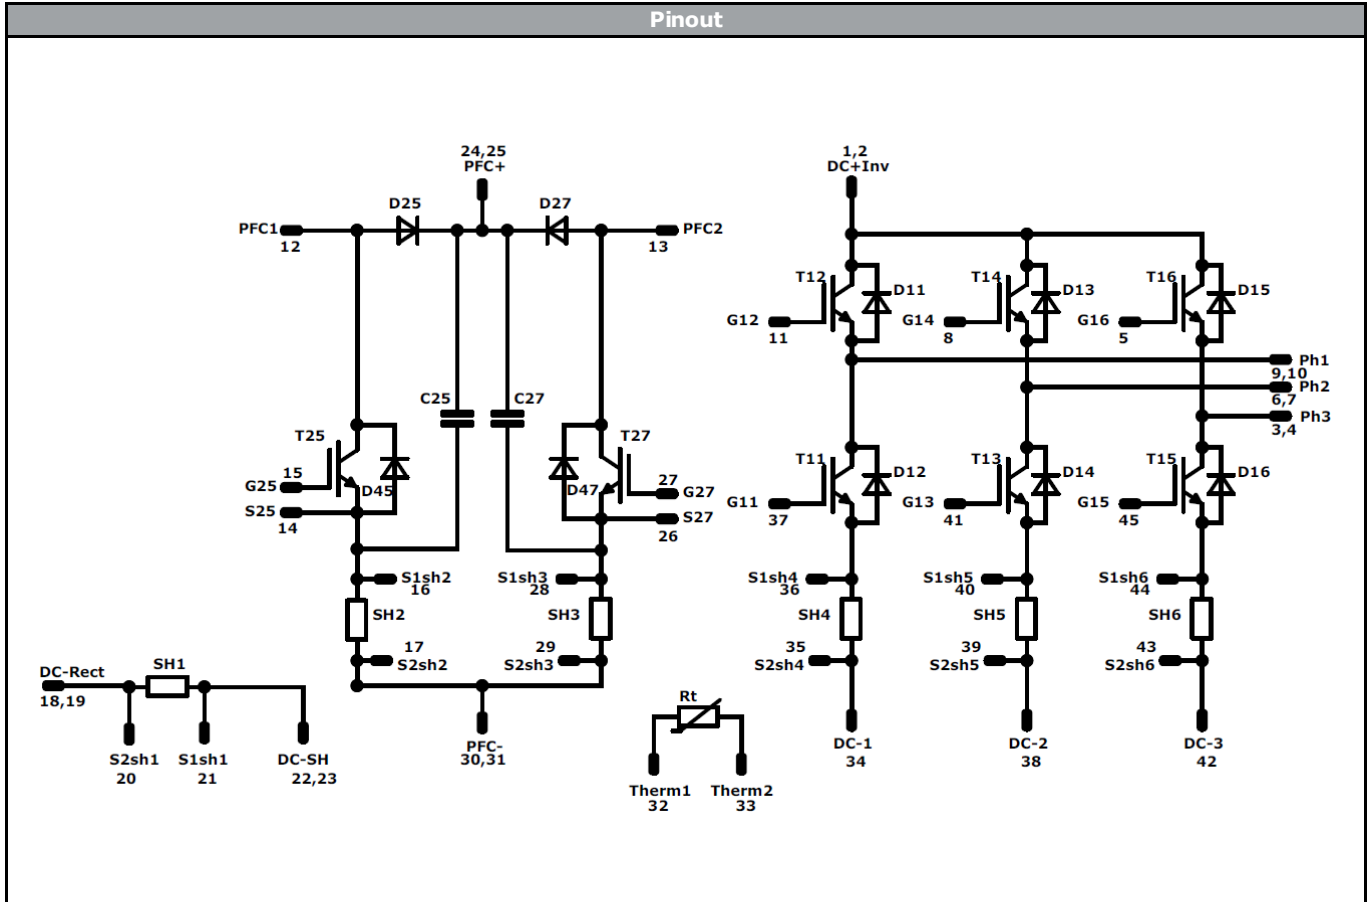 Pinout
24,25
PFC+
1,2
DC+Inv
D25
D27
PFC1
12
PFC2
13
T12
D11
T14
D13
T16
D15
G12
11
G14
8
G16
5
Ph1
9,10
Ph2
6,7
Ph3
3,4
C25
C27
T25
T27
15
G25
D45
S25
14
D47
27
G27
S27
26
T11
D12
T13
D14
T15
D16
G11
37
G13
41
G15
45
S1sh2
16
S1sh3
28
S1sh4
36
S1sh5
40
S1sh6
44
SH2
SH3
SH4
SH5
SH6
17
S2sh2
29
S2sh3
35
S2sh4
39
S2sh5
43
S2sh6
DC-Rect
18,19
SH1
S2sh1
20
S1sh1
21
DC-SH
22,23
PFC-
30,31
Rt
Therm1
32
Therm2
33
DC-1
34
DC-2
38
DC-3
42